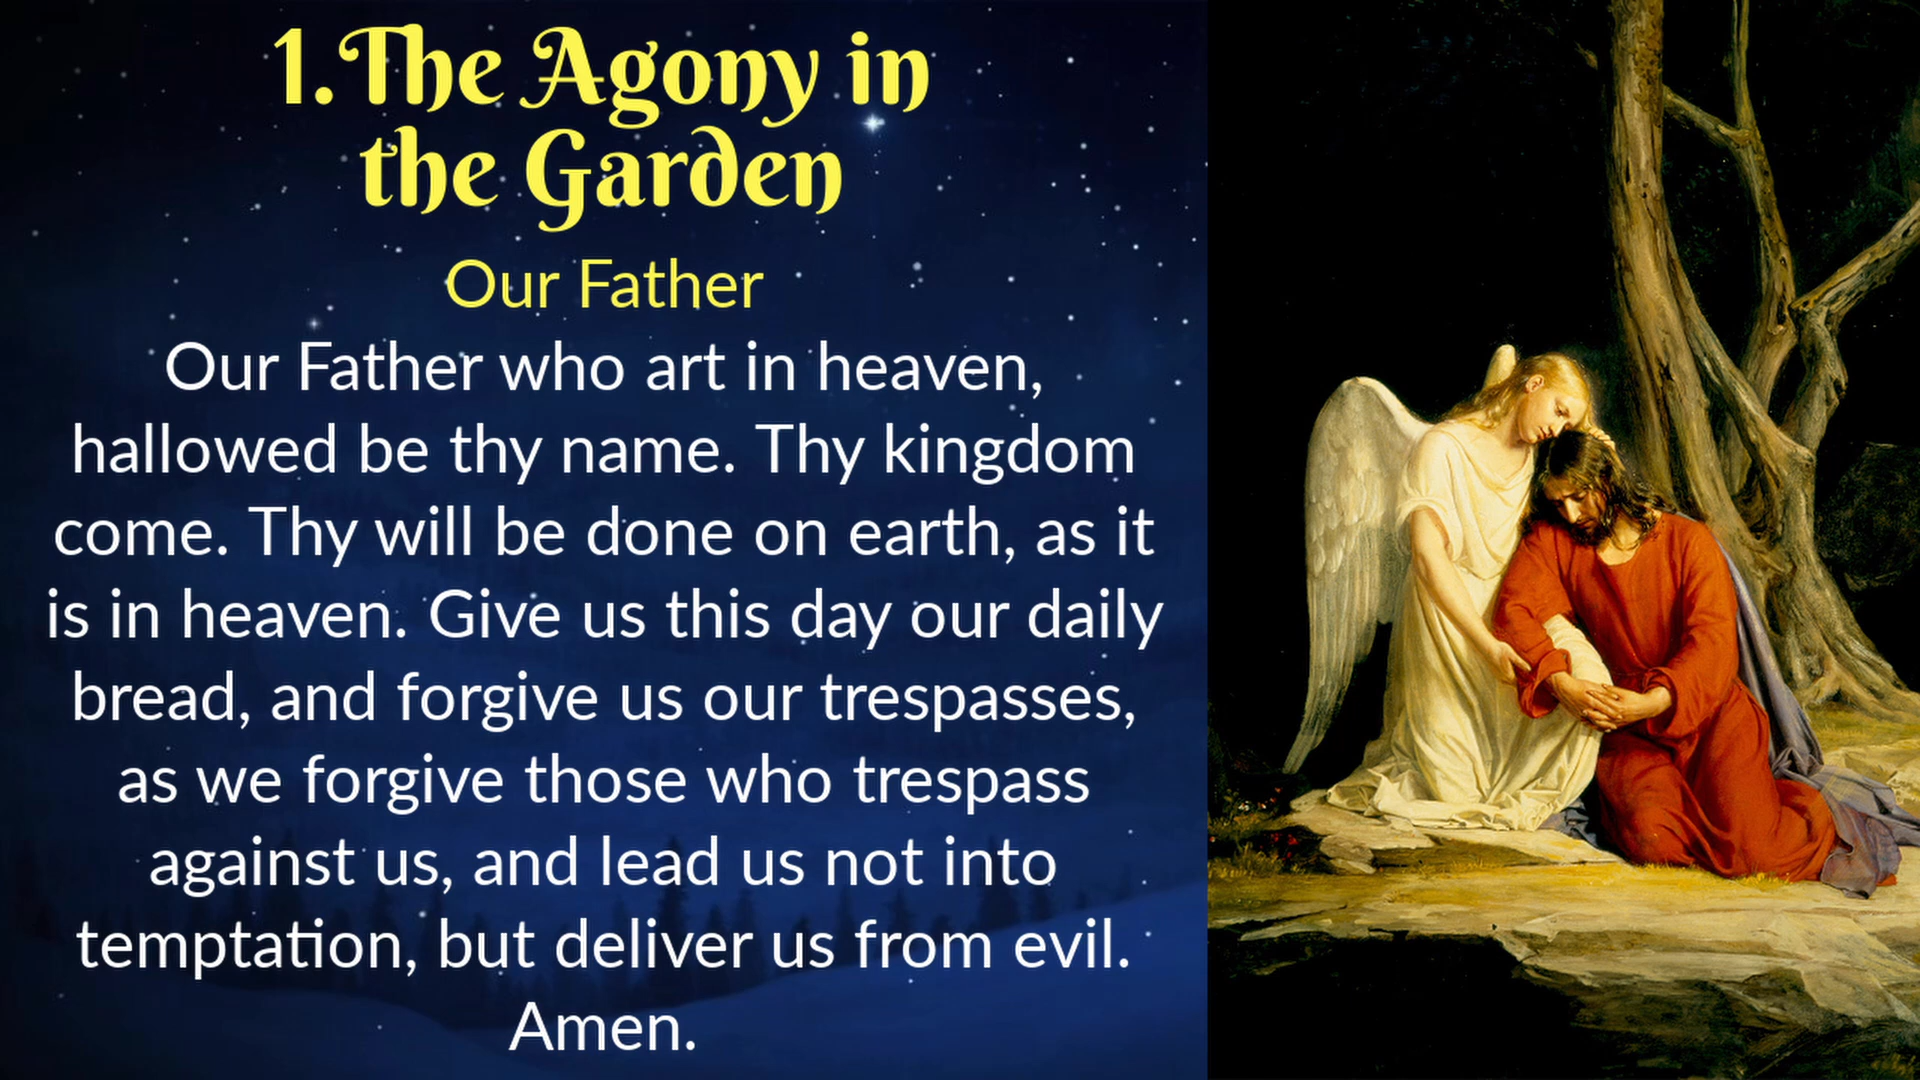 1.The Agony in
the Garden
Our Father
Our Father who art in heaven,
hallowed be thy name. Thy kingdom
come. Thy will be done on earth, as it
is in heaven. Give us this day our daily
bread, and forgive us our trespasses,
as we forgive those who trespass
against us, and lead us not into
temptation, but deliver us from evil.
Amen.